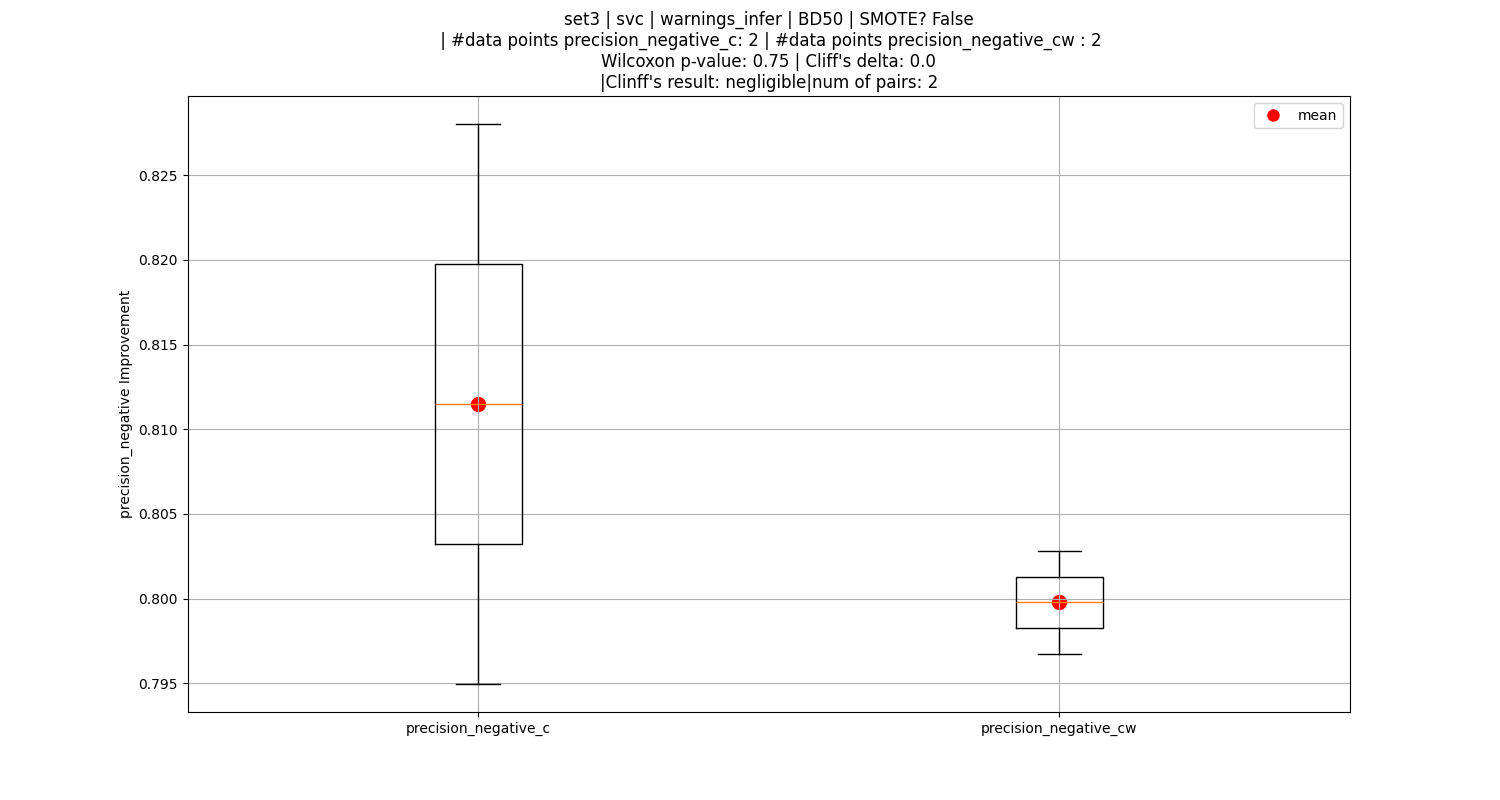 set3 | svc | warnings_infer | BD50 | SMOTE? False
| #data points precision_negative_c: 2 | #data points precision_negative_cw : 2
Wilcoxon p-value: 0.75 | Cliff's delta: 0.0
|Clinff's result: negligible|num of pairs: 2
mean
0.825
0.820
0.815
0.810
0.805
0.800
0.795
precision_negative Improvement
precision_negative_c
precision_negative_cw